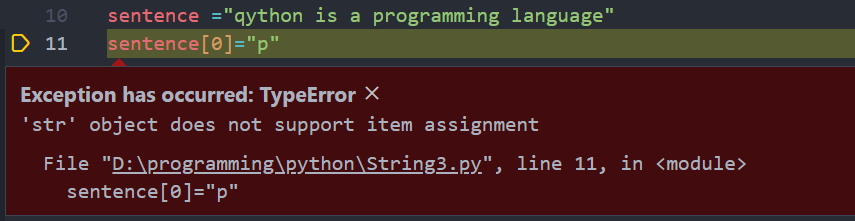 10 sentence ="qython is a programming language"
11 sentence[0]="p"
Exception has occurred: TypeError ×
'str' object does not support item assignment
File "D:\programming\python\String3.py", line 11, in <module>
sentence[0]="p"